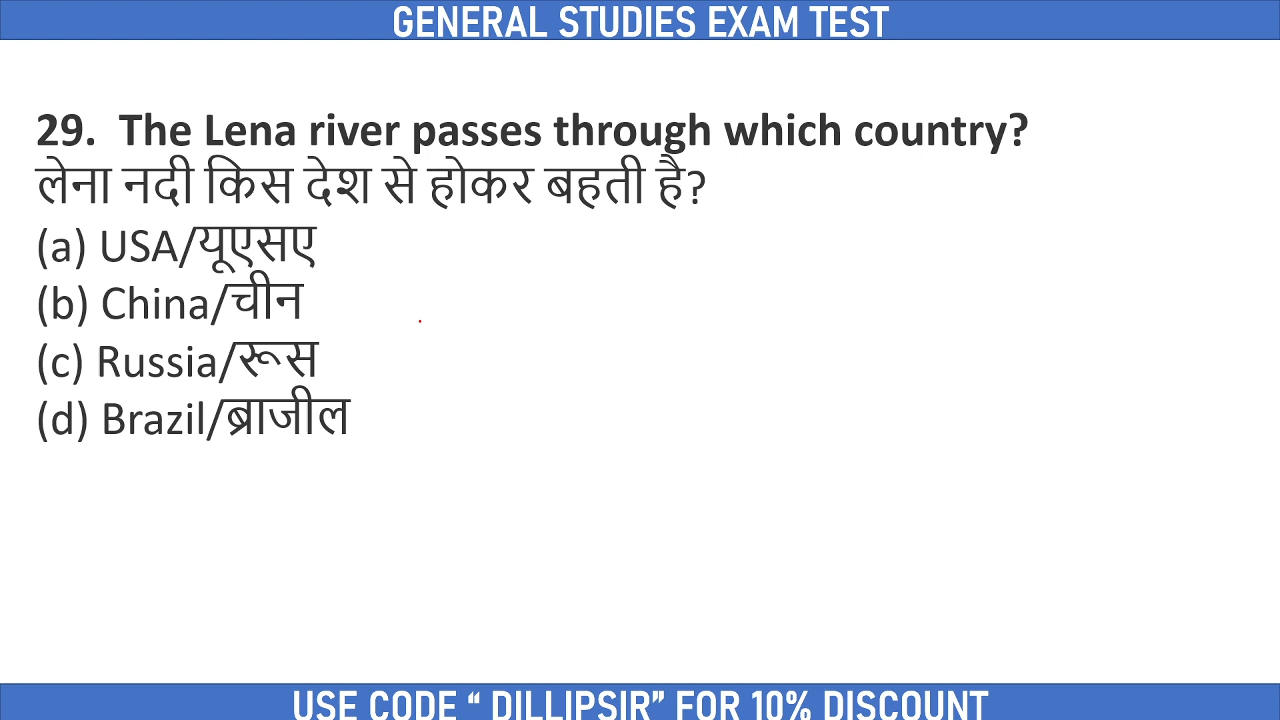 GENERAL STUDIES EXAM TEST
29. The Lena river passes through which country?
लेना नदी किस देश से होकर बहती है?
(a) USA/यूएसए
(b) China/चीन
(c) Russia/रूस
(d) Brazil/ब्राजील
USE CODE “ DILLIPSIR” FOR 10% DISCOUNT